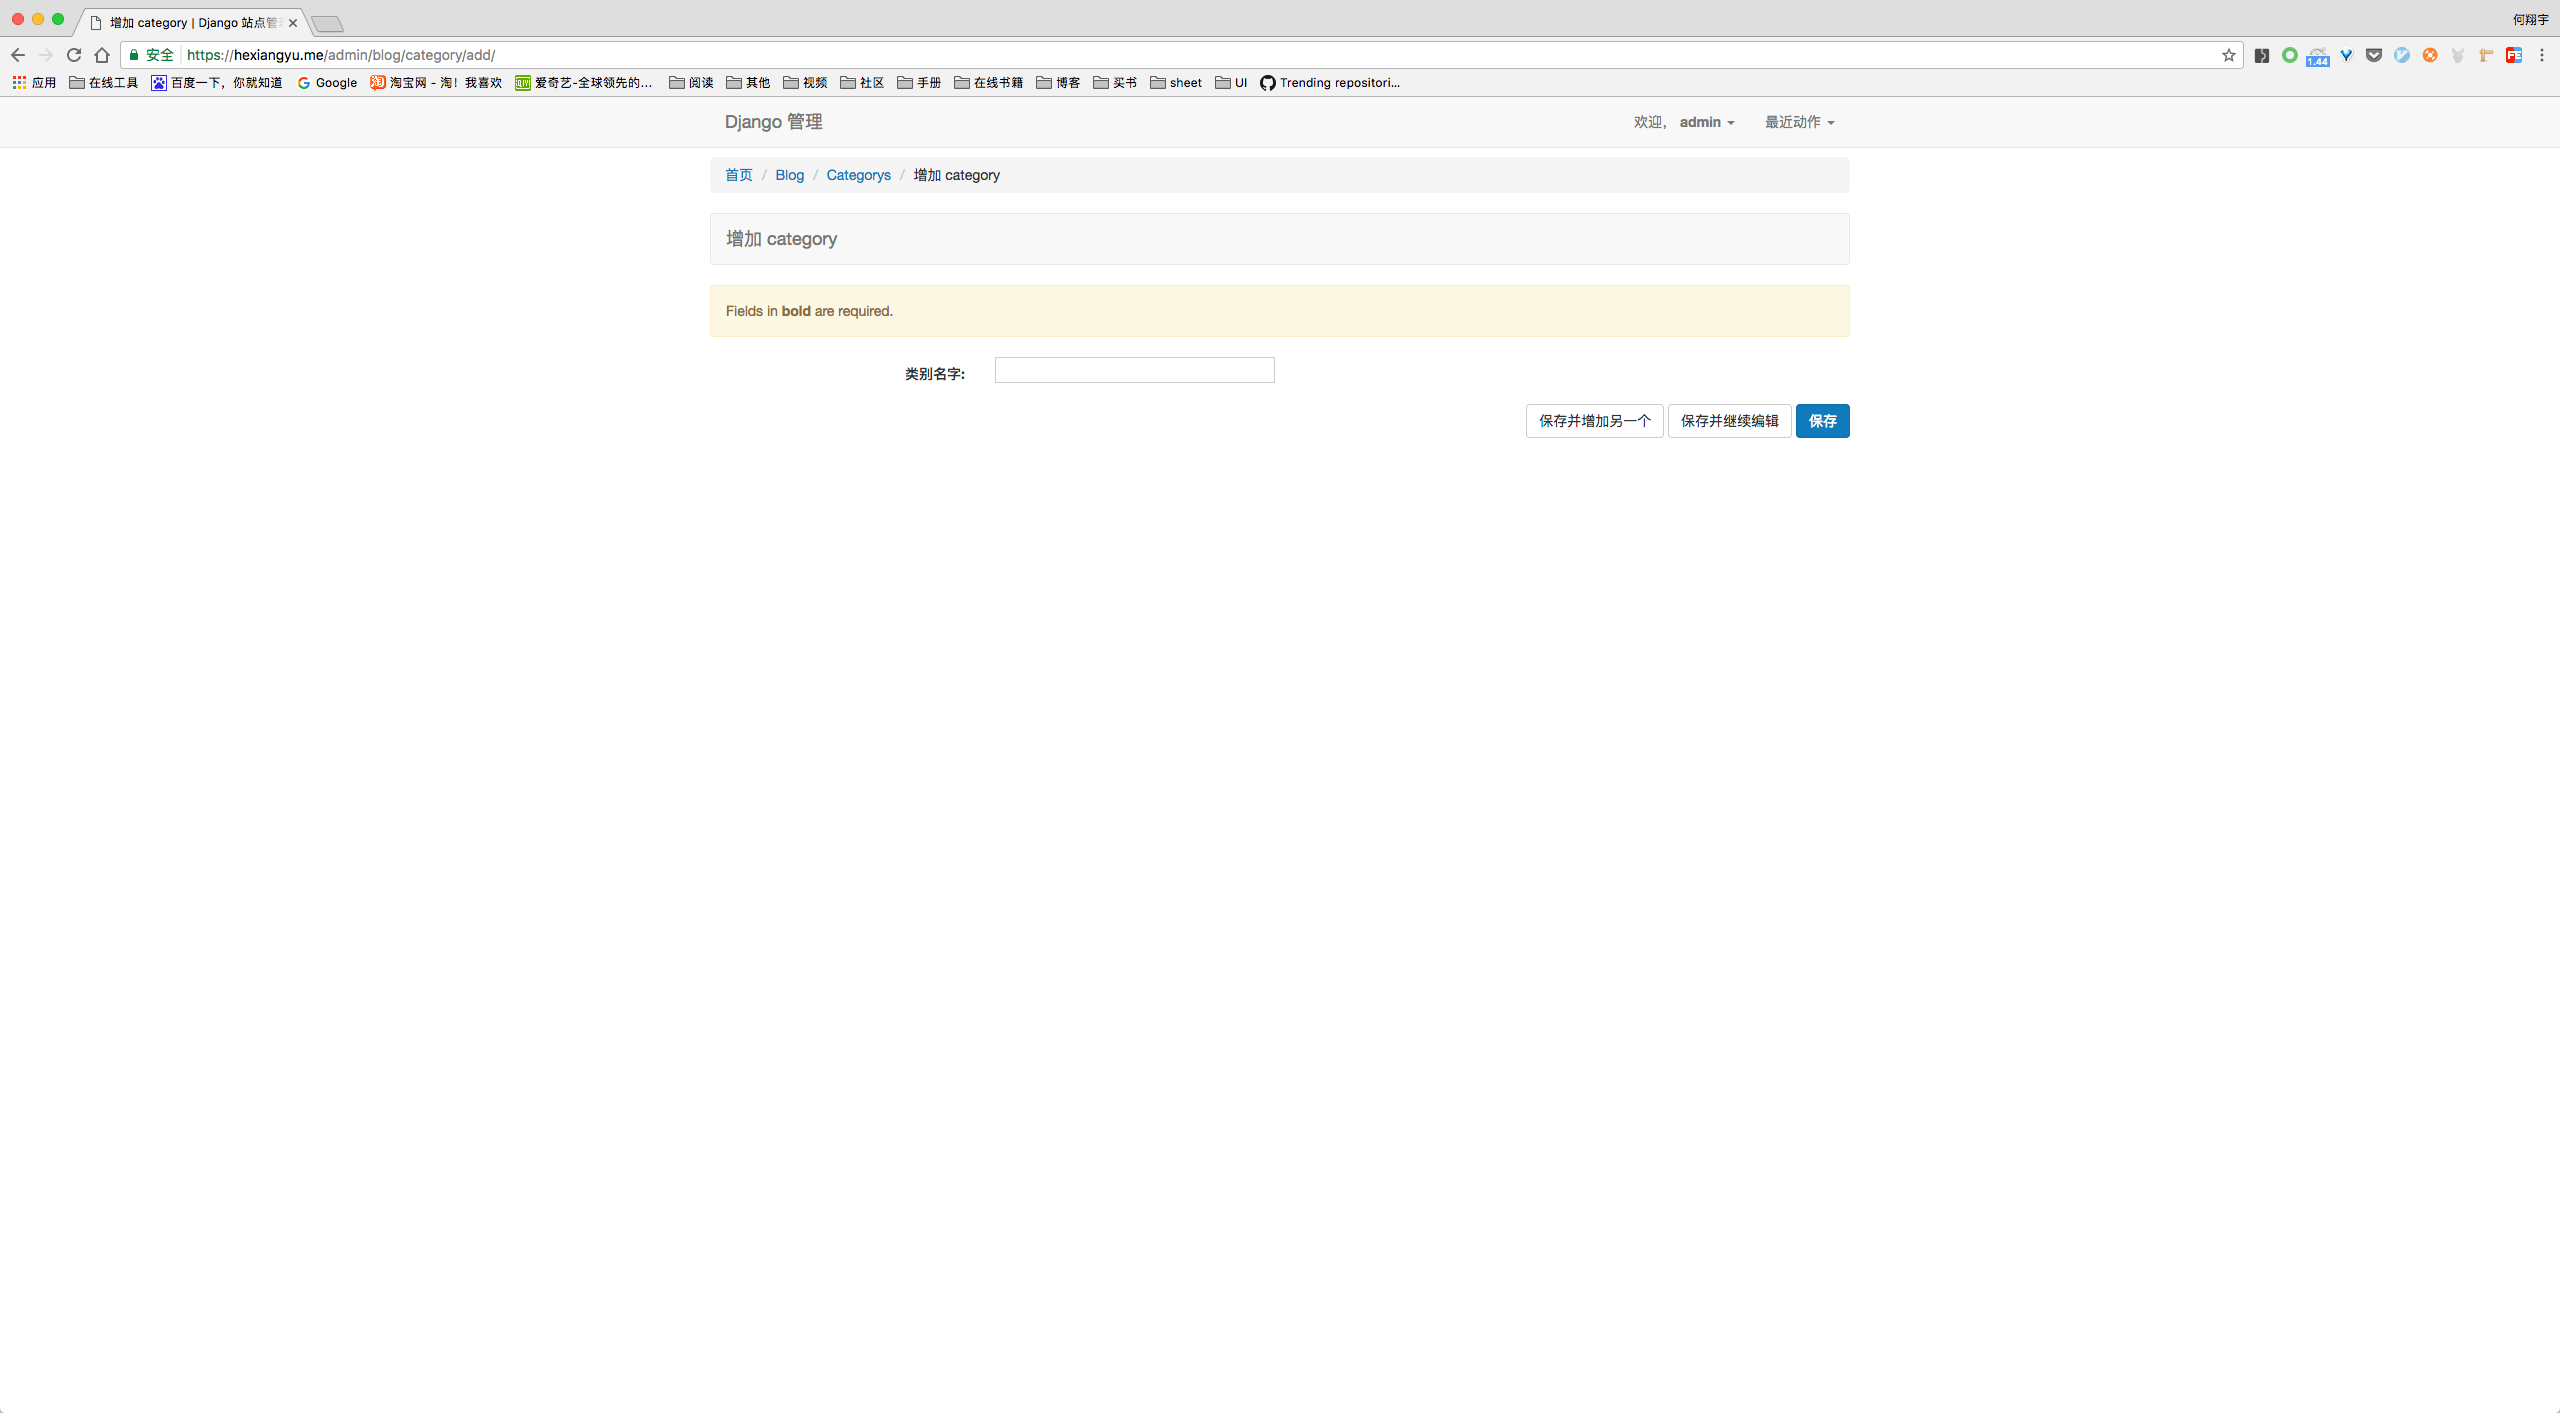 增加 category | Django 站点管
何翔宇
安全 https://hexiangyu.me/admin/blog/category/add/
1.44
应用 在线工具 百度一下，你就知道 Google 淘宝网 - 淘！我喜欢 爱奇艺-全球领先的... 阅读 其他 视频 社区 手册 在线书籍 博客 买书 sheet UI Trending repositori...
Django 管理 欢迎， admin 最近动作
首页 / Blog / Categorys / 增加 category
增加 category
Fields in bold are required.
类别名字:
保存并增加另一个 保存并继续编辑 保存